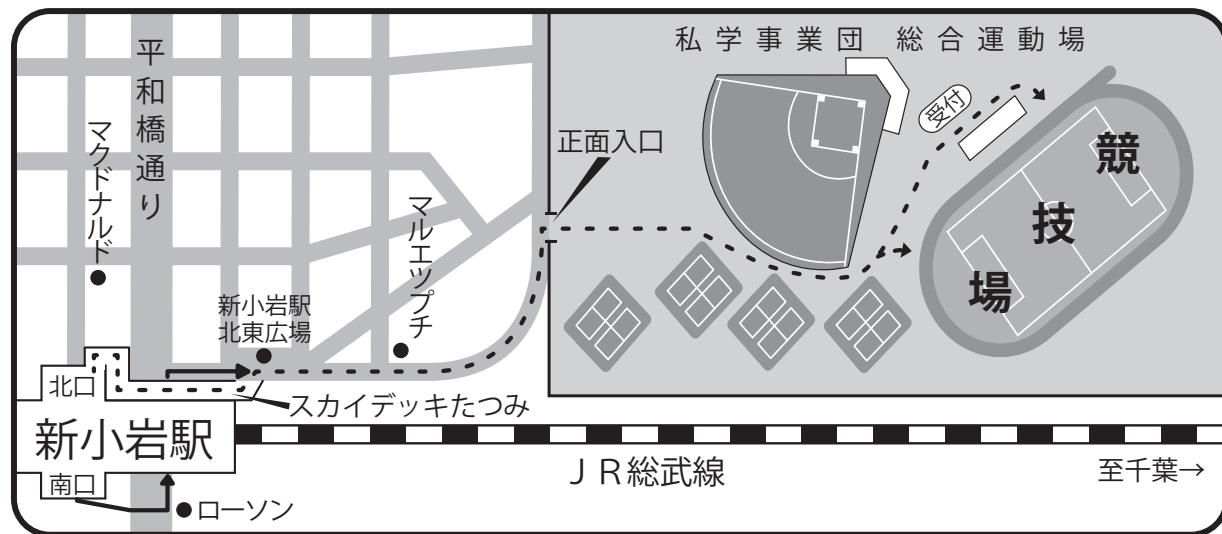 私学事業団 総合運動場
平和橋通り
マクドナルド
正面入口
受付
競技場
マルエツプチ
新小岩駅
北東広場
北口
スカイデッキたつみ
新小岩駅
ＪＲ総武線
至千葉→
南口
ローソン